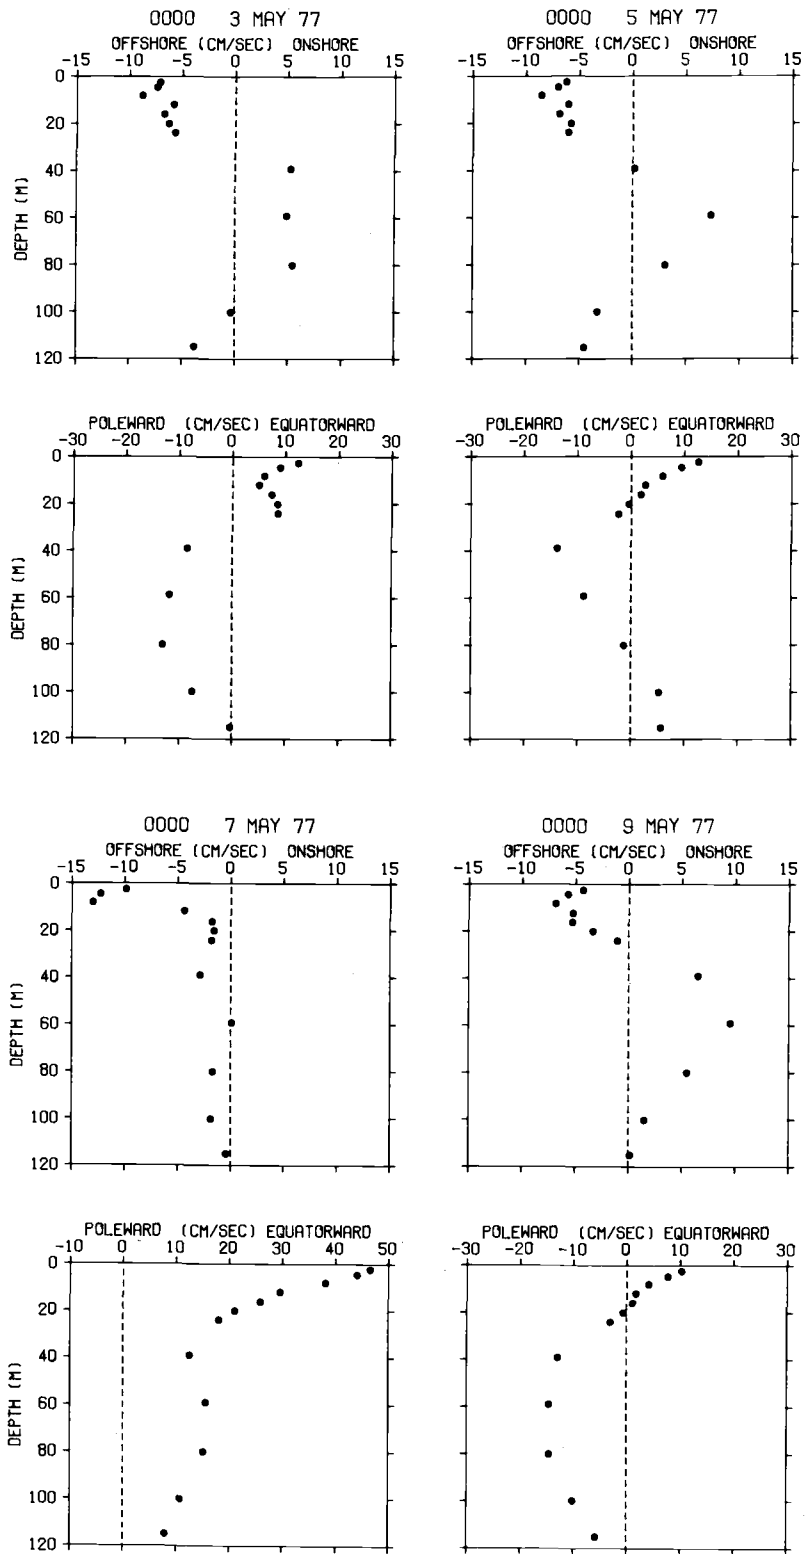 0000 3 MAY 77
OFFSHORE (CM/SEC) ONSHORE
-15 -10 -5 0 5 10 15
0
20
40
60
80
100
120
DEPTH (M)
0000 5 MAY 77
OFFSHORE (CM/SEC) ONSHORE
-15 -10 -5 0 5 10 15
POLEWARD (CM/SEC) EQUATORWARD
-30 -20 -10 0 10 20 30
0
20
40
60
80
100
120
DEPTH (M)
POLEWARD (CM/SEC) EQUATORWARD
-30 -20 -10 0 10 20 30
0000 7 MAY 77
OFFSHORE (CM/SEC) ONSHORE
-15 -10 -5 0 5 10 15
0
20
40
60
80
100
120
DEPTH (M)
0000 9 MAY 77
OFFSHORE (CM/SEC) ONSHORE
-15 -10 -5 0 5 10 15
POLEWARD (CM/SEC) EQUATORWARD
-10 0 10 20 30 40 50
0
20
40
60
80
100
120
DEPTH (M)
POLEWARD (CM/SEC) EQUATORWARD
-30 -20 -10 0 10 20 30